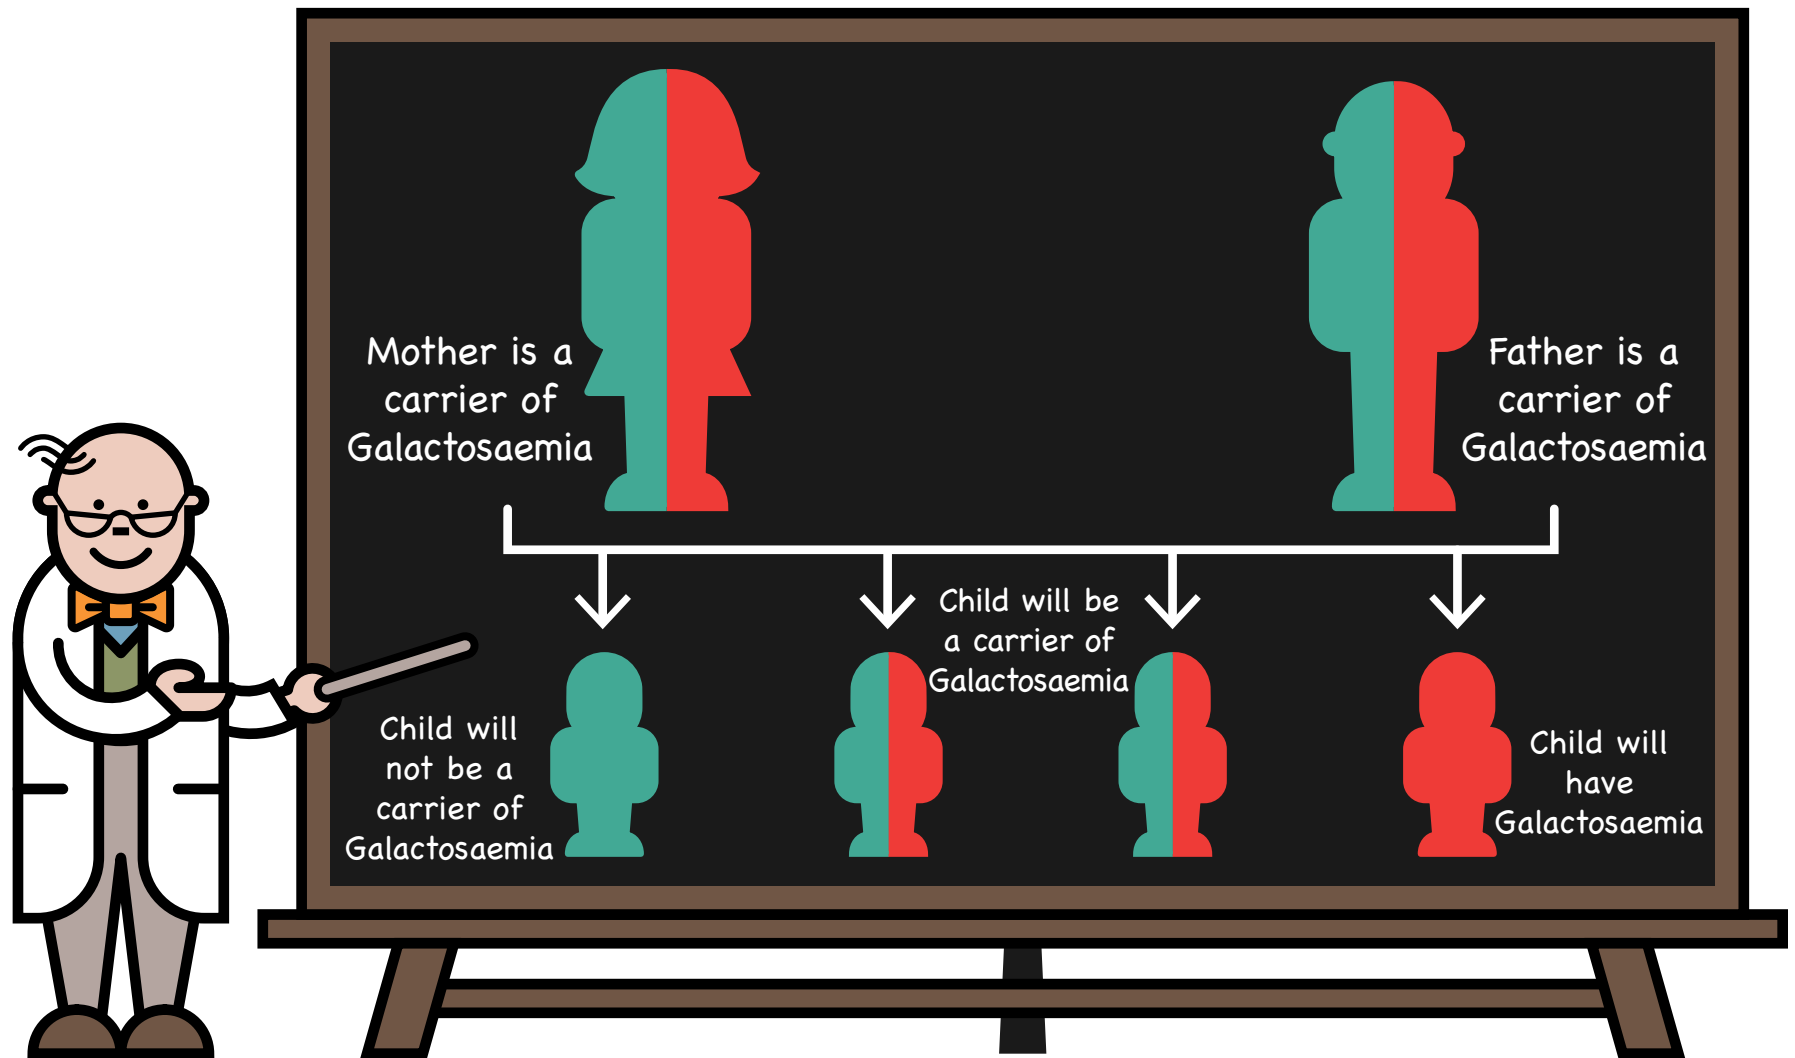 Mother is a
carrier of
Galactosaemia
Father is a
carrier of
Galactosaemia
Child will be
a carrier of
Galactosaemia
Child will
not be a
carrier of
Galactosaemia
Child will
have
Galactosaemia